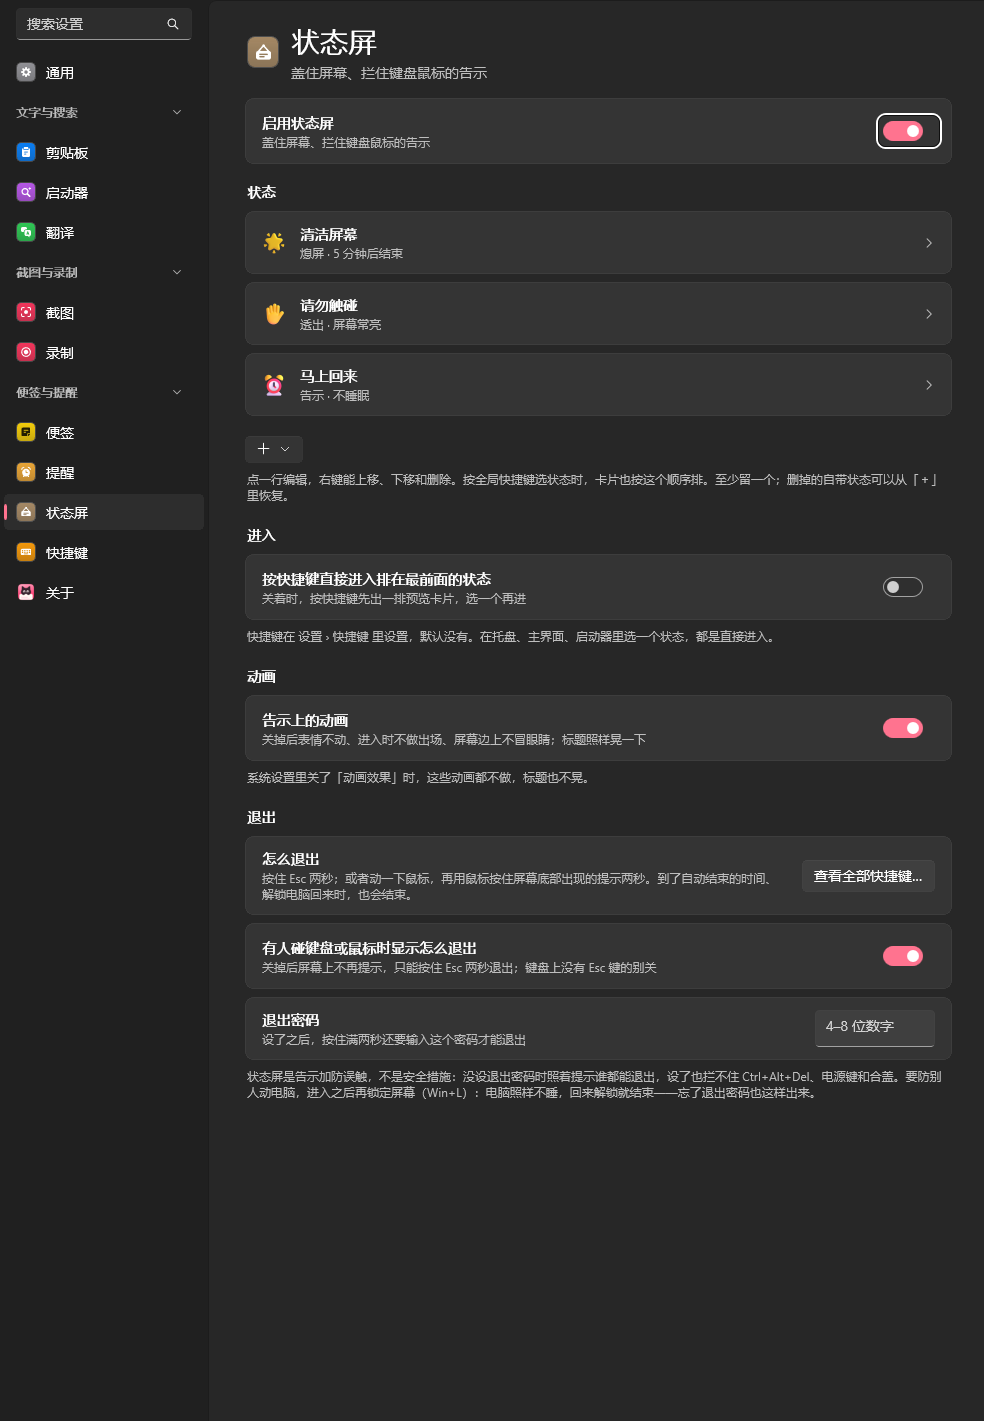 搜索设置
通用
文字与搜索
剪贴板
启动器
翻译
截图与录制
截图
录制
便签与提醒
便签
提醒
状态屏
快捷键
关于
状态屏
盖住屏幕、拦住键盘鼠标的告示
启用状态屏
盖住屏幕、拦住键盘鼠标的告示
状态
清洁屏幕
熄屏 · 5 分钟后结束
请勿触碰
透出 · 屏幕常亮
马上回来
告示 · 不睡眠
点一行编辑，右键能上移、下移和删除。按全局快捷键选状态时，卡片也按这个顺序排。至少留一个；删掉的自带状态可以从「＋」
里恢复。
进入
按快捷键直接进入排在最前面的状态
关着时，按快捷键先出一排预览卡片，选一个再进
快捷键在 设置 › 快捷键 里设置，默认没有。在托盘、主界面、启动器里选一个状态，都是直接进入。
动画
告示上的动画
关掉后表情不动、进入时不做出场、屏幕边上不冒眼睛；标题照样晃一下
系统设置里关了「动画效果」时，这些动画都不做，标题也不晃。
退出
怎么退出
按住 Esc 两秒；或者动一下鼠标，再用鼠标按住屏幕底部出现的提示两秒。到了自动结束的时间、
解锁电脑回来时，也会结束。
查看全部快捷键...
有人碰键盘或鼠标时显示怎么退出
关掉后屏幕上不再提示，只能按住 Esc 两秒退出；键盘上没有 Esc 键的别关
退出密码
设了之后，按住满两秒还要输入这个密码才能退出
4–8 位数字
状态屏是告示加防误触，不是安全措施：没设退出密码时照着提示谁都能退出，设了也拦不住 Ctrl+Alt+Del、电源键和合盖。要防别
人动电脑，进入之后再锁定屏幕（Win+L）：电脑照样不睡，回来解锁就结束——忘了退出密码也这样出来。